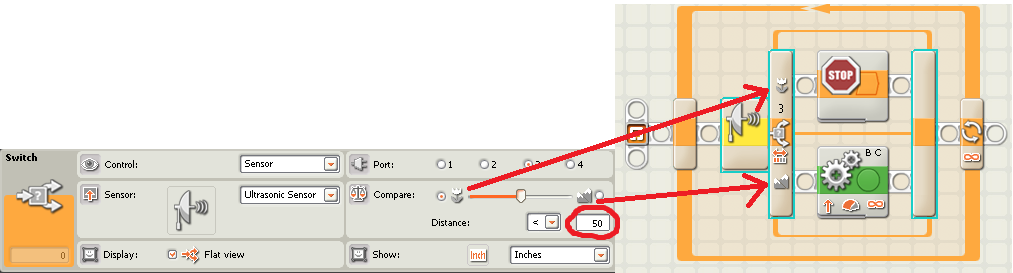 Switch
Control: Sensor
Port: 1 2 3 4
Sensor: Ultrasonic Sensor
Compare:
Distance: < 50
0
Display: Flat view
Show: Inch Inches
STOP
3
B C